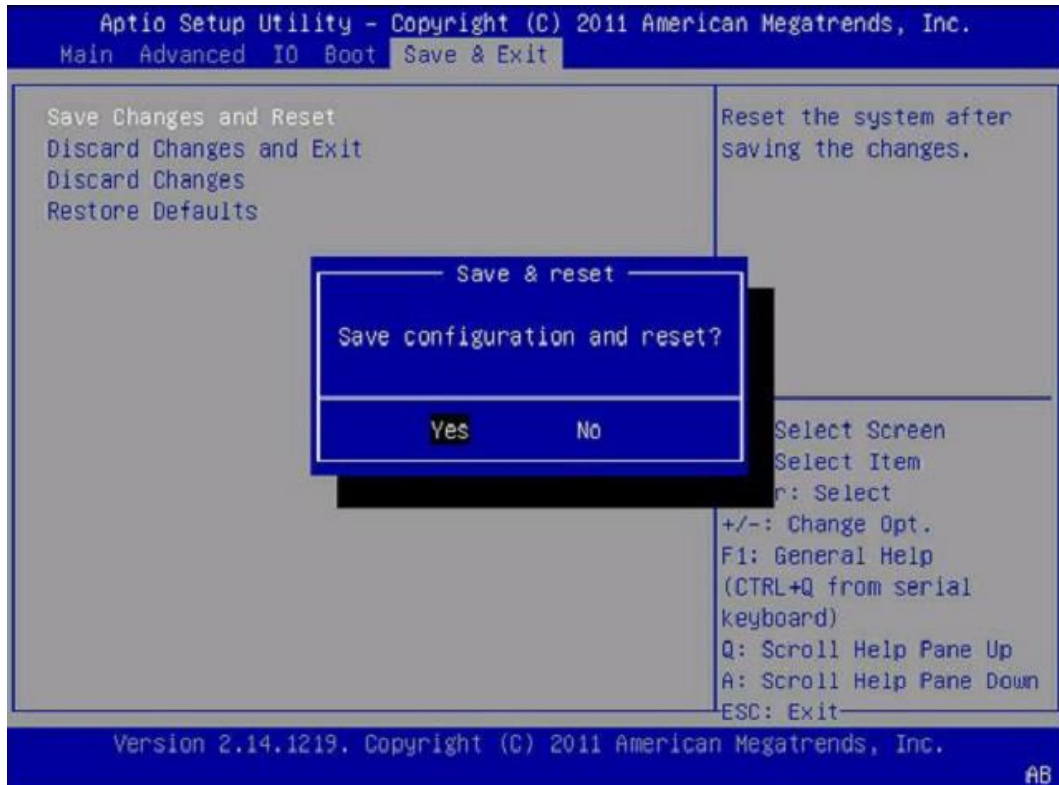 Aptio Setup Utility – Copyright (C) 2011 American Megatrends, Inc.
Main Advanced IO Boot Save & Exit
Save Changes and Reset
Discard Changes and Exit
Discard Changes
Restore Defaults
Reset the system after
saving the changes.
Save & reset
Save configuration and reset?
Yes No
Select Screen
Select Item
r: Select
+/-: Change Opt.
F1: General Help
(CTRL+Q from serial
keyboard)
Q: Scroll Help Pane Up
A: Scroll Help Pane Down
ESC: Exit
Version 2.14.1219. Copyright (C) 2011 American Megatrends, Inc.
AB